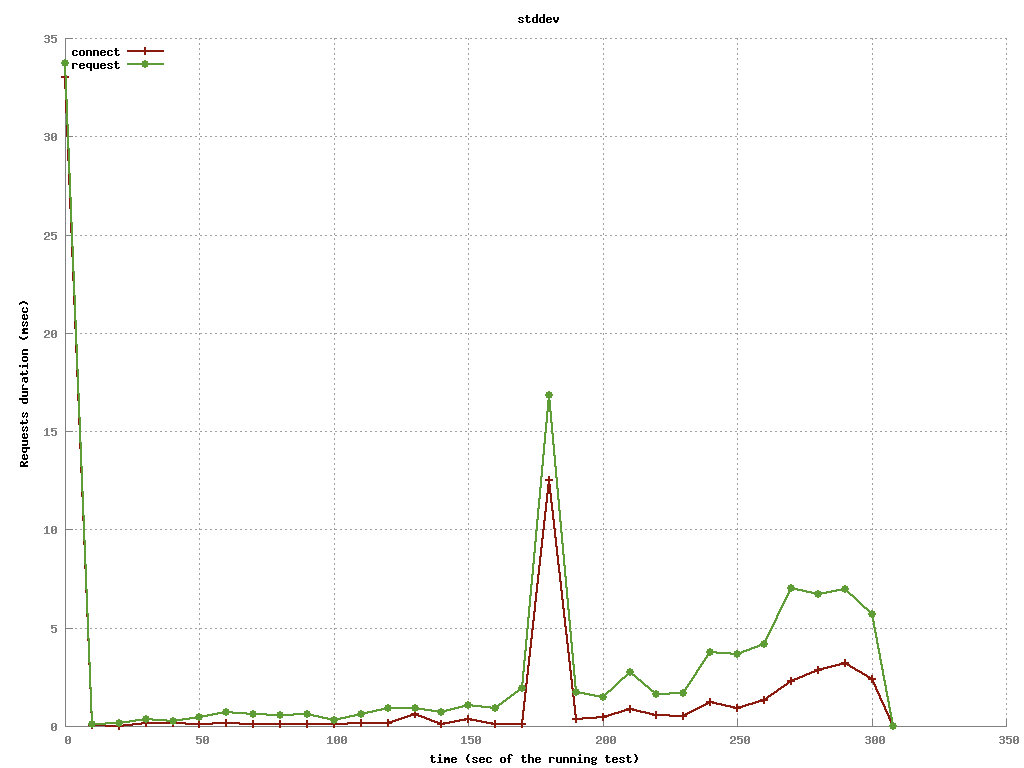 stddev
35
connect
request
30
25
20
Requests duration (msec)
15
10
5
0
0 50 100 150 200 250 300 350
time (sec of the running test)